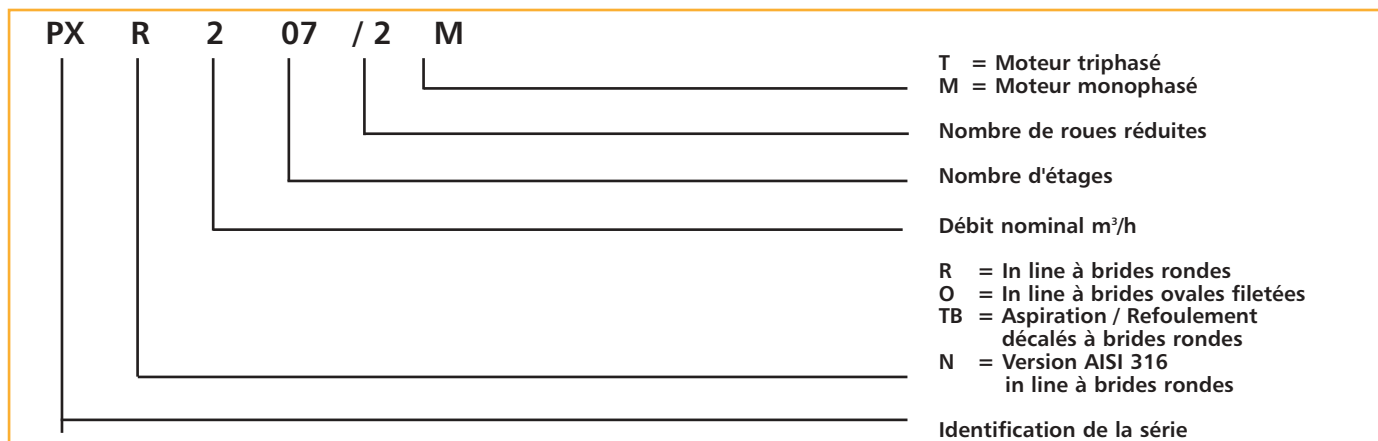 PX R 2 07 / 2 M
T = Moteur triphasé
M = Moteur monophasé
Nombre de roues réduites
Nombre d'étages
Débit nominal m³/h
R = In line à brides rondes
O = In line à brides ovales filetées
TB = Aspiration / Refoulement
décalés à brides rondes
N = Version AISI 316
in line à brides rondes
Identification de la série